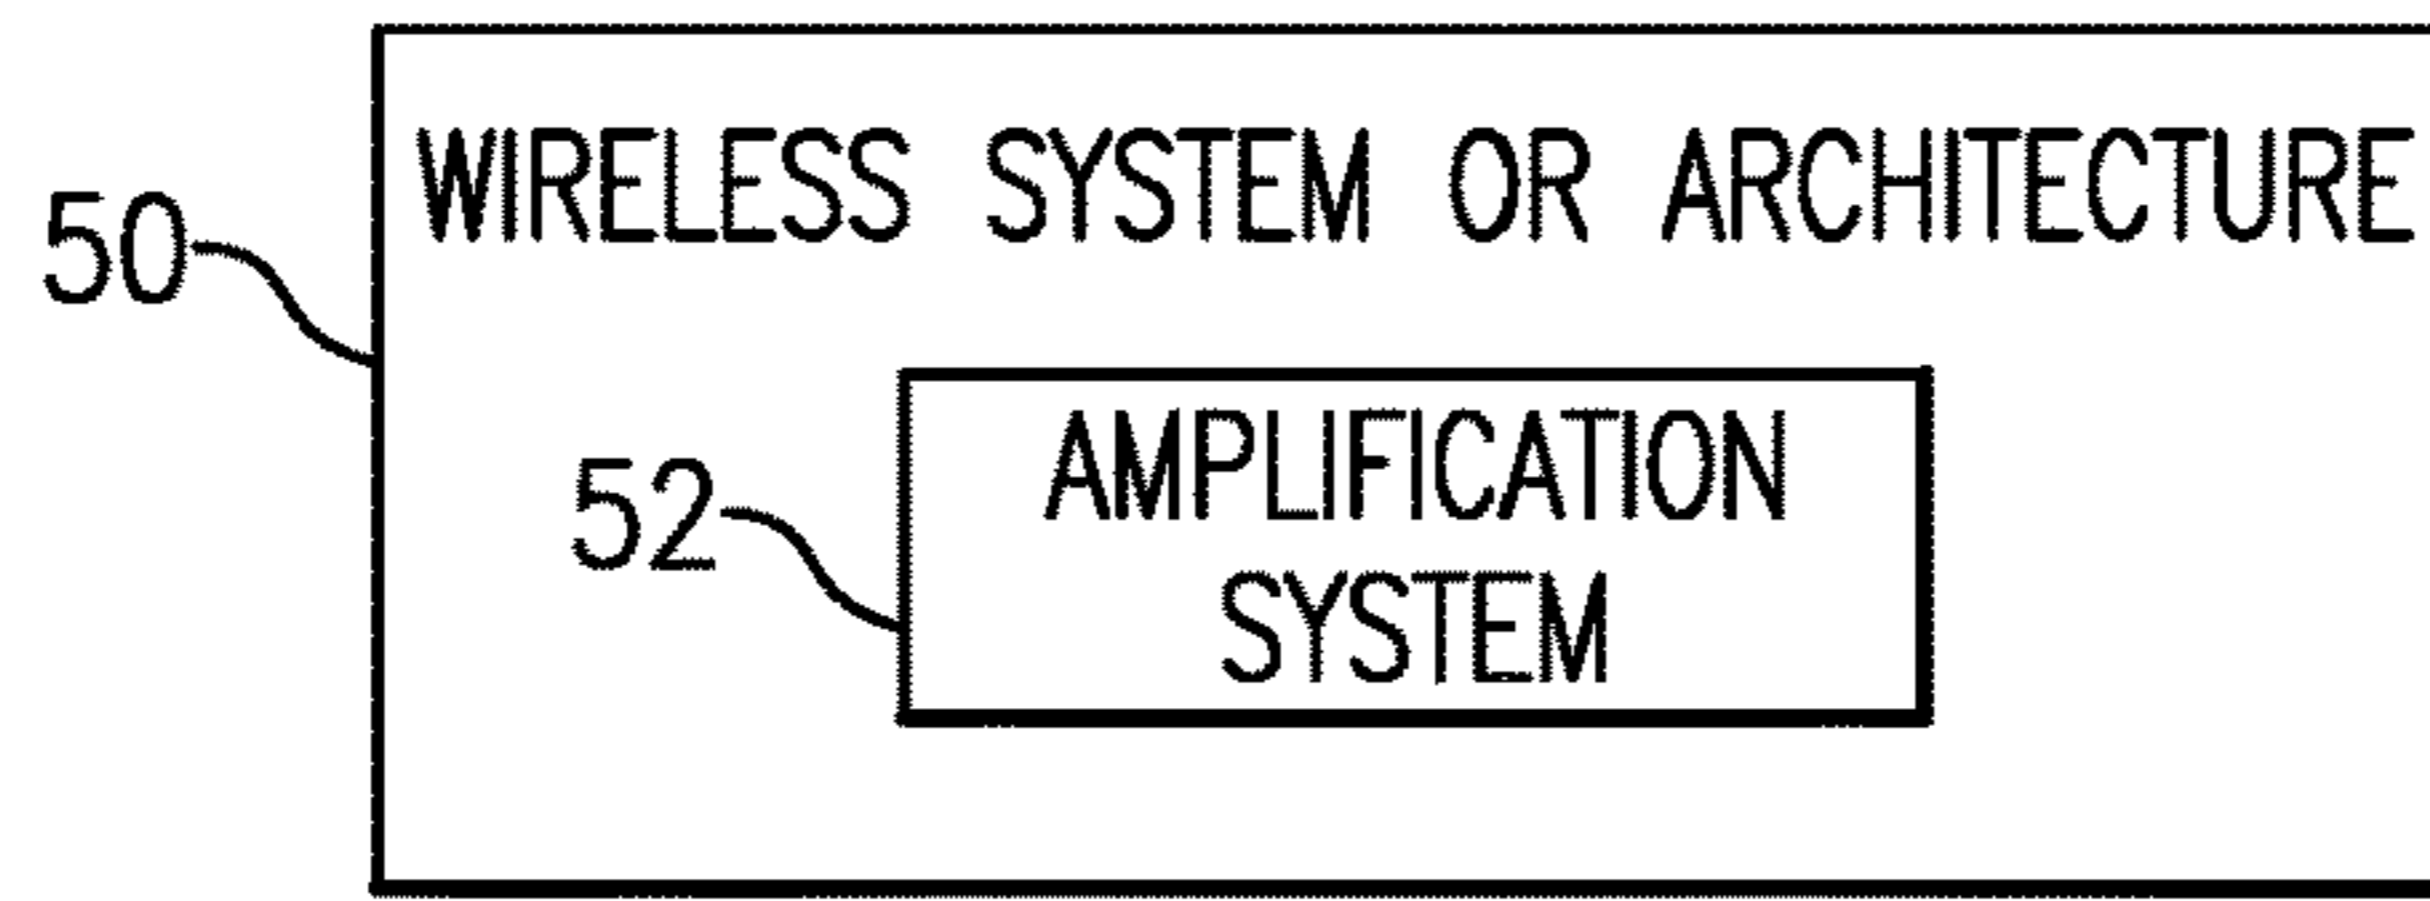 WIRELESS SYSTEM OR ARCHITECTURE
50
AMPLIFICATION
52
SYSTEM